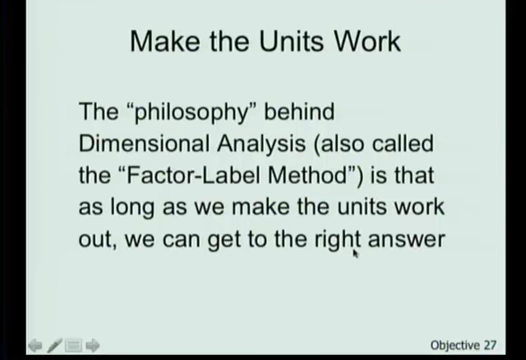 Make the Units Work
The “philosophy” behind
Dimensional Analysis (also called
the “Factor-Label Method”) is that
as long as we make the units work
out, we can get to the right answer
Objective 27